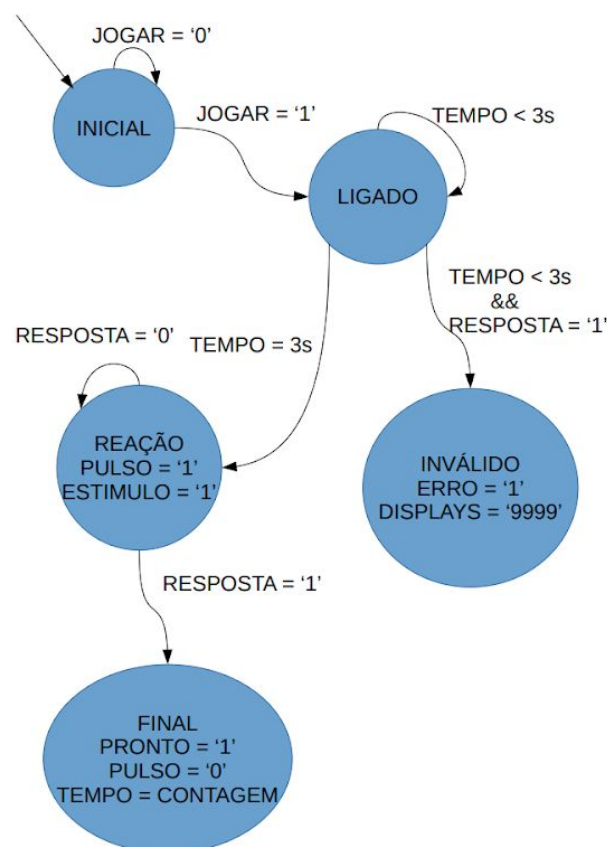 JOGAR = ‘0’
INICIAL
JOGAR = ‘1’
TEMPO < 3s
LIGADO
TEMPO < 3s
&&
RESPOSTA = ‘1’
RESPOSTA = ‘0’
TEMPO = 3s
REAÇÃO
PULSO = ‘1’
ESTIMULO = ‘1’
INVÁLIDO
ERRO = ‘1’
DISPLAYS = ‘9999’
RESPOSTA = ‘1’
FINAL
PRONTO = ‘1’
PULSO = ‘0’
TEMPO = CONTAGEM